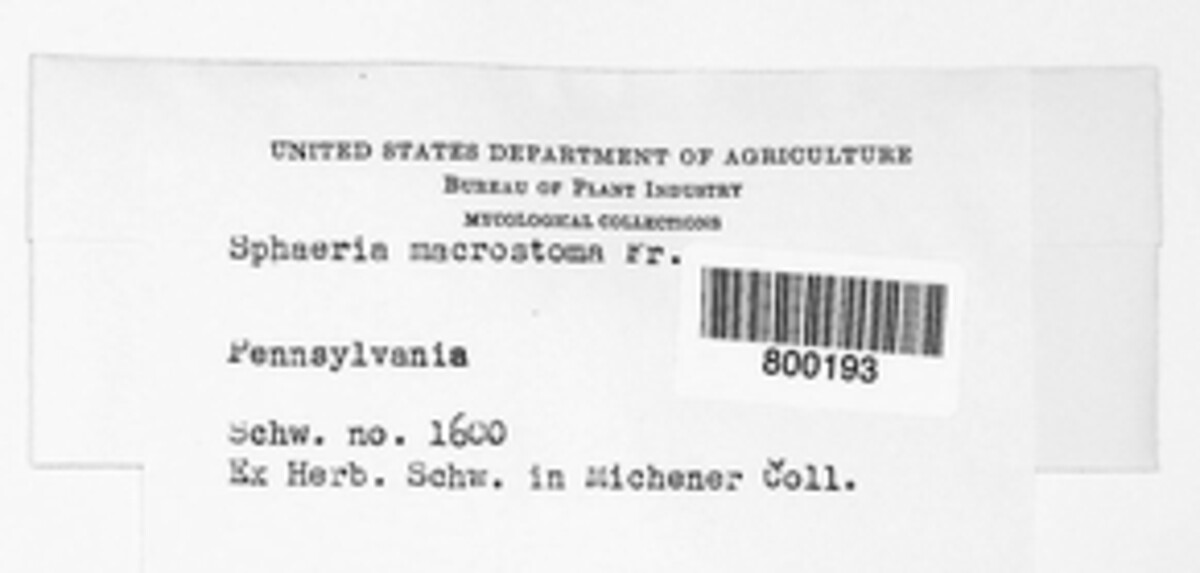 UNITED STATES DEPARTMENT OF AGRICULTURE
BUREAU OF PLANT INDUSTRY
MYCOLOGICAL COLLECTIONS
Sphaeria macrostoma Fr.
800193
Pennsylvania
Schw. no. 1600
Ex Herb. Schw. in Michener Coll.